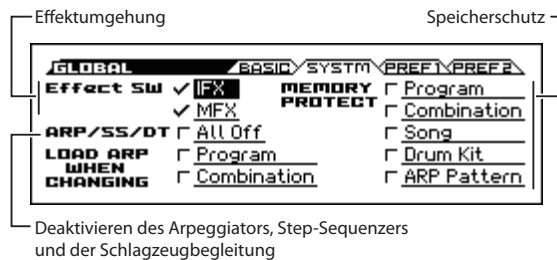 Effektumgehung
Speicherschutz
GLOBAL BASIC SYSTM PREF1 PREF2
Effect SW IFX MEMORY PROTECT Program
MFX Combination
ARP/SS/DT All Off Song
LOAD ARP WHEN CHANGING Program Drum Kit
Combination ARP Pattern
Deaktivieren des Arpeggiators, Step-Sequenzers
und der Schlagzeugbegleitung